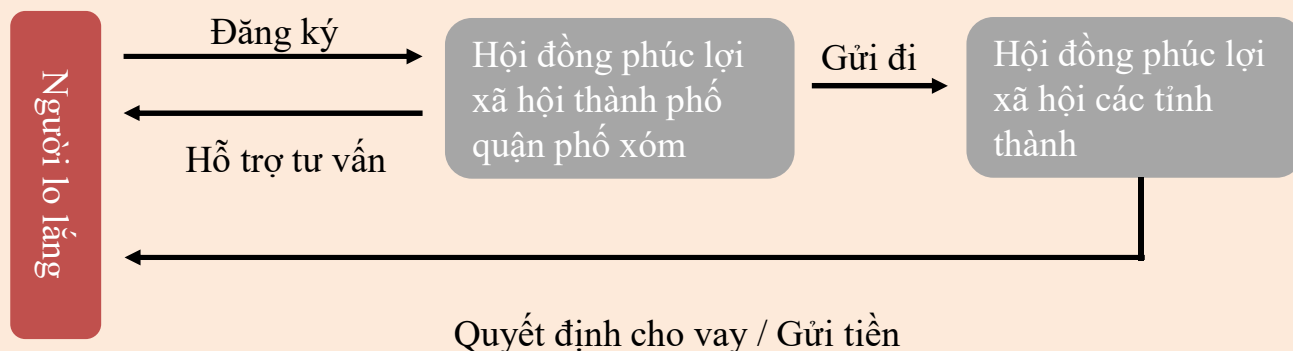 Người lo lắng
Đăng ký
Hỗ trợ tư vấn
Hội đồng phúc lợi
xã hội thành phố
quận phố xóm
Gửi đi
Hội đồng phúc lợi
xã hội các tỉnh
thành
Quyết định cho vay / Gửi tiền